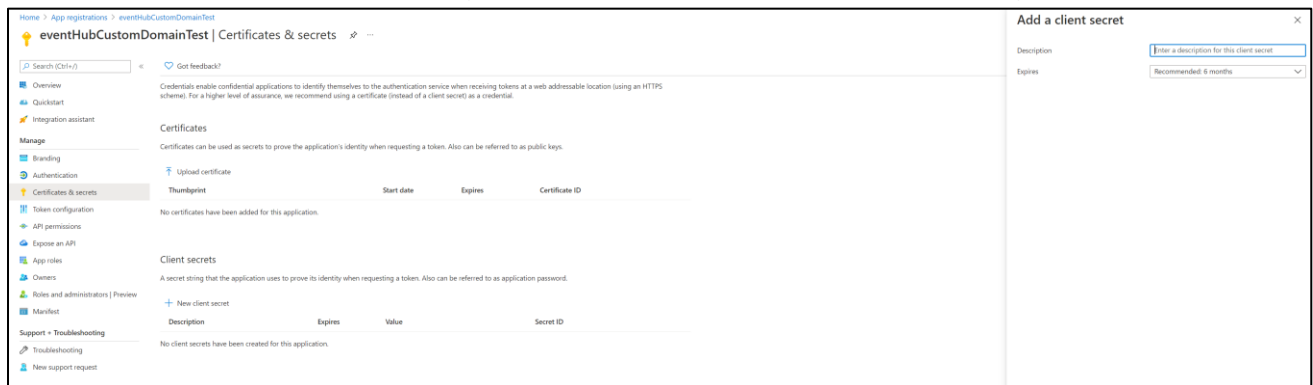 Home > App registrations > eventHubCustomDomainTest
eventHubCustomDomainTest | Certificates & secrets
Search (Ctrl+/)
Overview
Quickstart
Integration assistant
Manage
Branding
Authentication
Certificates & secrets
Token configuration
API permissions
Expose an API
App roles
Owners
Roles and administrators | Preview
Manifest
Support + Troubleshooting
Troubleshooting
New support request
Got feedback?
Credentials enable confidential applications to identify themselves to the authentication service when receiving tokens at a web addressable location (using an HTTPS
scheme). For a higher level of assurance, we recommend using a certificate (instead of a client secret) as a credential.
Certificates
Certificates can be used as secrets to prove the application's identity when requesting a token. Also can be referred to as public keys.
Upload certificate
Thumbprint Start date Expires Certificate ID
No certificates have been added for this application.
Client secrets
A secret string that the application uses to prove its identity when requesting a token. Also can be referred to as application password.
New client secret
Description Expires Value Secret ID
No client secrets have been created for this application.
Add a client secret
Description Enter a description for this client secret
Expires Recommended: 6 months